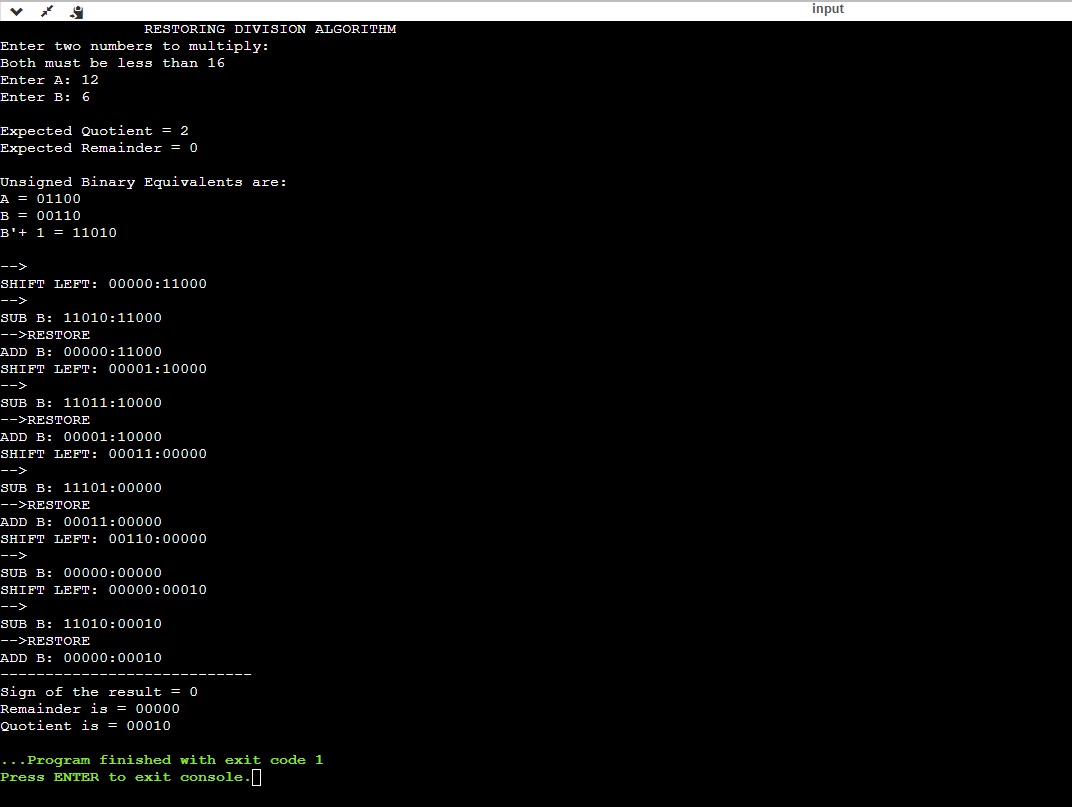 input
RESTORING DIVISION ALGORITHM
Enter two numbers to multiply:
Both must be less than 16
Enter A: 12
Enter B: 6
Expected Quotient = 2
Expected Remainder = 0
Unsigned Binary Equivalents are:
A = 01100
B = 00110
B'+ 1 = 11010
-->
SHIFT LEFT: 00000:11000
-->
SUB B: 11010:11000
-->RESTORE
ADD B: 00000:11000
SHIFT LEFT: 00001:10000
-->
SUB B: 11011:10000
-->RESTORE
ADD B: 00001:10000
SHIFT LEFT: 00011:00000
-->
SUB B: 11101:00000
-->RESTORE
ADD B: 00011:00000
SHIFT LEFT: 00110:00000
-->
SUB B: 00000:00000
SHIFT LEFT: 00000:00010
-->
SUB B: 11010:00010
-->RESTORE
ADD B: 00000:00010
----------------------------
Sign of the result = 0
Remainder is = 00000
Quotient is = 00010
...Program finished with exit code 1
Press ENTER to exit console.